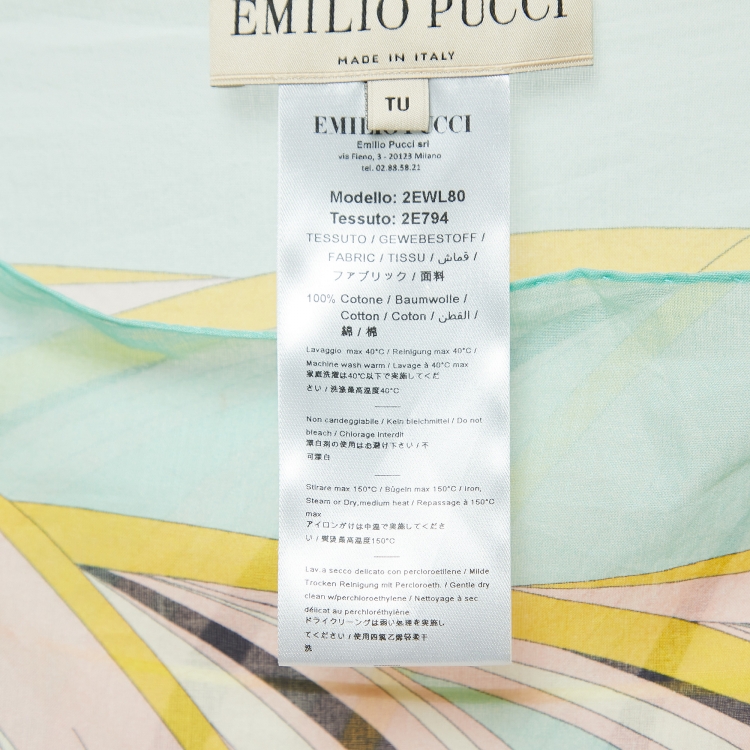 EMILIO PUCCI
MADE IN ITALY
TU
EMILIO PUCCI
Emilio Pucci srl
via Fieno, 3 - 20123 Milano
tel. 02.88.58.21
Modello: 2EWL80
Tessuto: 2E794
TESSUTO / GEWEBESTOFF /
FABRIC / TISSU / قماش /
ファブリック / 面料
100% Cotone / Baumwolle /
Cotton / Coton / القطن /
綿 / 棉
Lavaggio max 40°C / Reinigung max 40°C /
Machine wash warm / Lavage à 40°C max
家庭洗濯は40℃以下で実施してくだ
さい / 洗涤最高温度40°C
Non candeggiabile / Kein bleichmittel / Do not
bleach / Chlorage interdit
漂白剤の使用はお避け下さい / 不
可漂白
Stirare max 150°C / Bügeln max 150°C / Iron,
Steam or Dry,medium heat / Repassage à 150°C
max
アイロンがけは中温で実施してくださ
い / 熨烫最高温度150°C
Lav.a secco delicato con percloroetilene / Milde
Trocken Reinigung mit Percloroeth. / Gentle dry
clean w/perchloroethylene / Nettoyage à sec
délicat au perchloréthylène
ドライクリーングは弱い処理を実施し
てください / 使用四氯乙烯袋柔干
洗